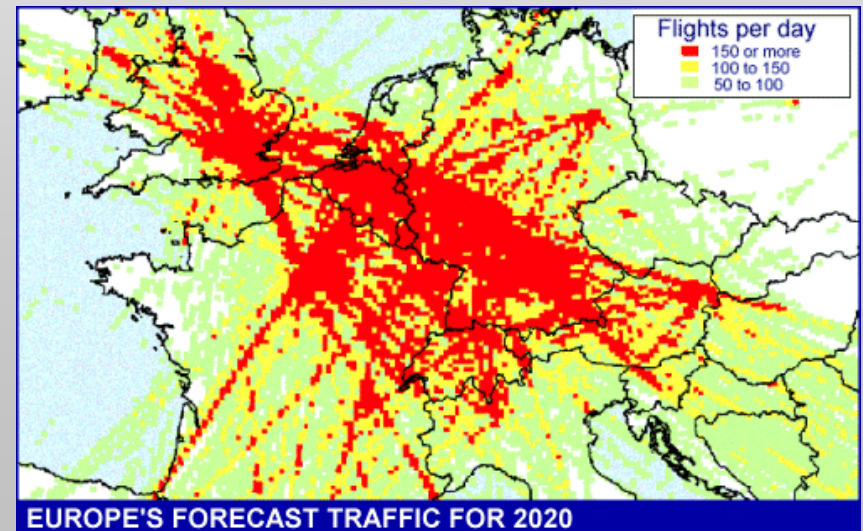 Flights per day
150 or more
100 to 150
50 to 100
EUROPE'S FORECAST TRAFFIC FOR 2020